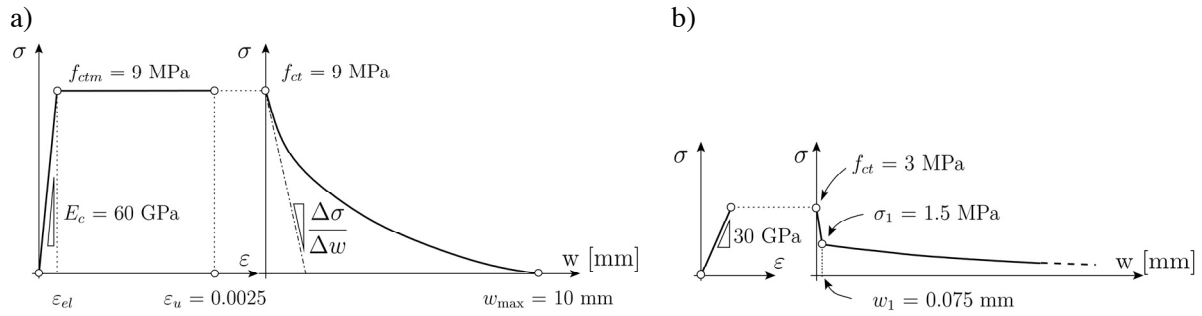 a)
σ
f_ctm = 9 MPa
E_c = 60 GPa
ε
ε_el
ε_u = 0.0025
σ
f_ct = 9 MPa
Δσ
Δw
w [mm]
w_max = 10 mm
b)
σ
30 GPa
ε
σ
f_ct = 3 MPa
σ_1 = 1.5 MPa
w [mm]
w_1 = 0.075 mm